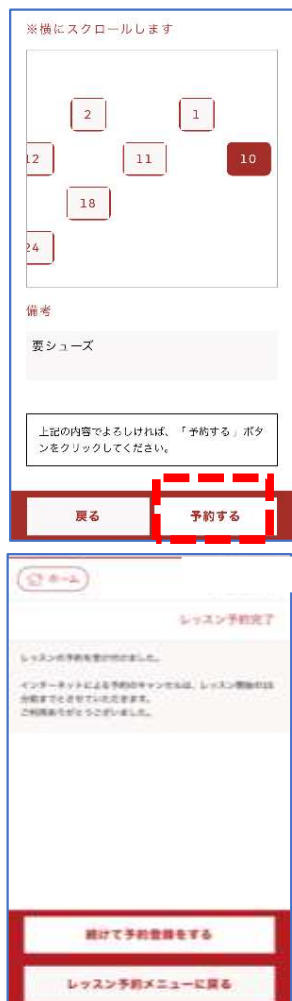 ※横にスクロールします
2
1
12
11
10
18
24
備考
要シューズ
上記の内容でよろしければ、「予約する」ボタ
ンをクリックしてください。
戻る
予約する
ホーム
レッスン予約完了
レッスンの予約を受け付けました。
インターネットによる予約のキャンセルは、レッスン開始の15
分前までとさせていただきます。
ご利用ありがとうございました。
続けて予約登録をする
レッスン予約メニューに戻る